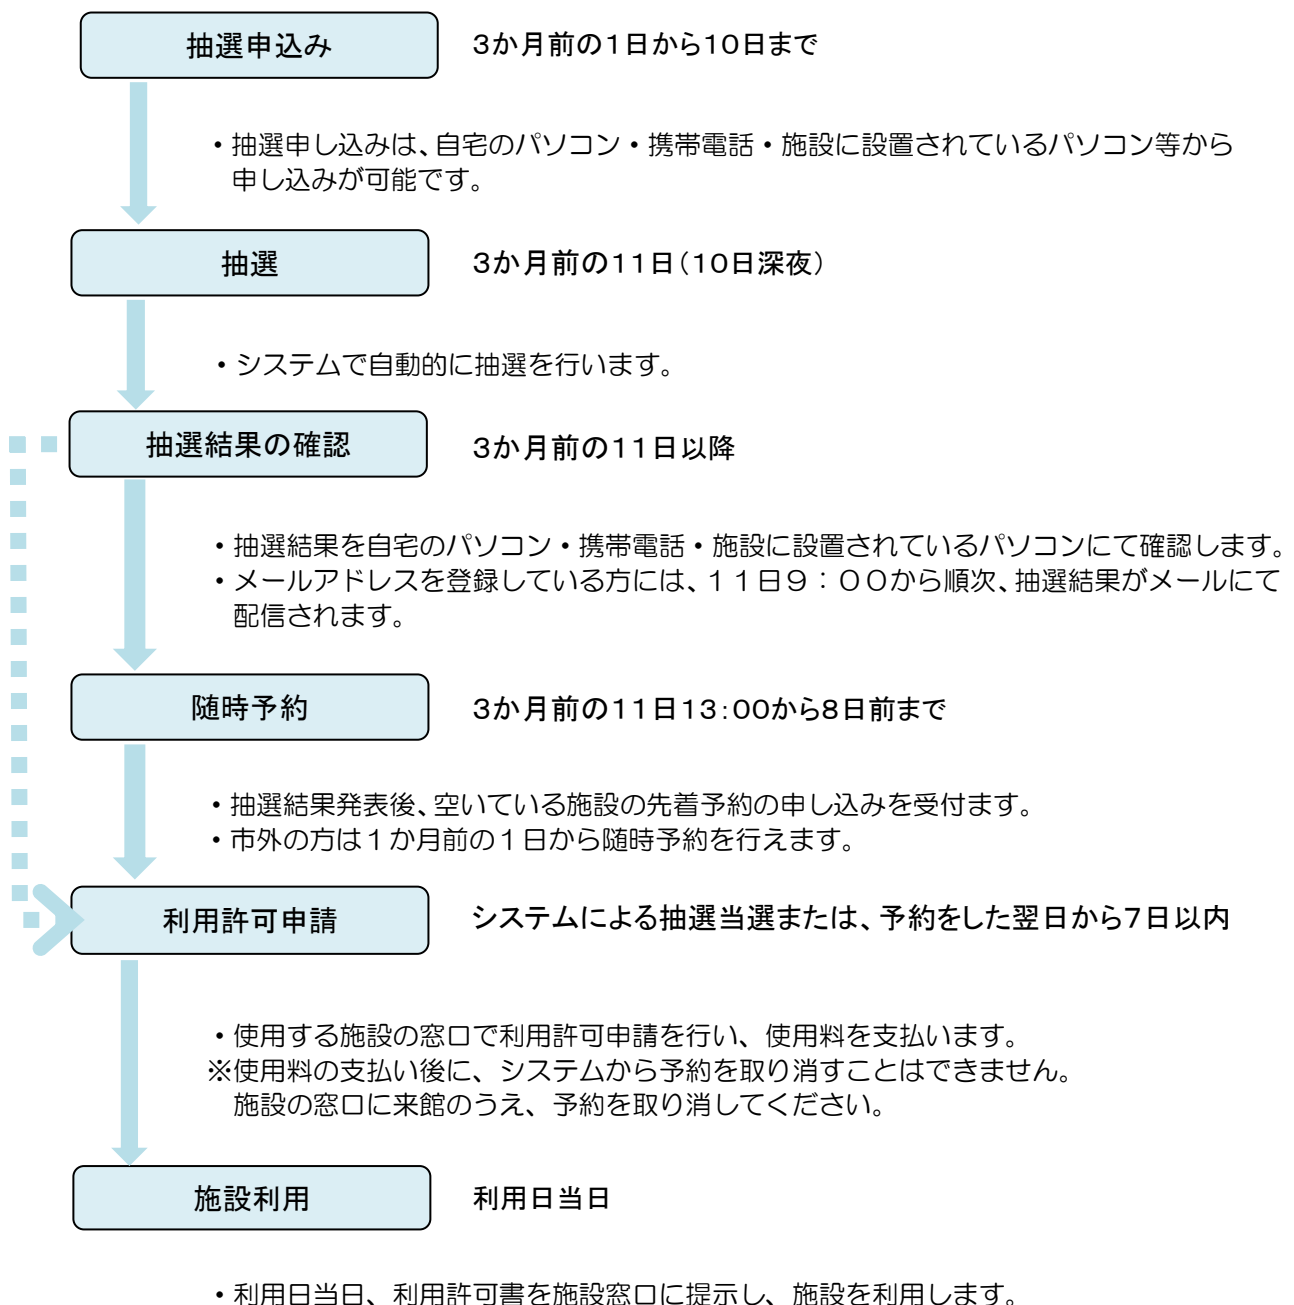 抽選申込み
3か月前の1日から10日まで
・抽選申し込みは、自宅のパソコン・携帯電話・施設に設置されているパソコン等から
申し込みが可能です。
抽選
3か月前の11日(10日深夜)
・システムで自動的に抽選を行います。
抽選結果の確認
3か月前の11日以降
・抽選結果を自宅のパソコン・携帯電話・施設に設置されているパソコンにて確認します。
・メールアドレスを登録している方には、11日9:00から順次、抽選結果がメールにて
配信されます。
随時予約
3か月前の11日13:00から8日前まで
・抽選結果発表後、空いている施設の先着予約の申し込みを受付ます。
・市外の方は1か月前の1日から随時予約を行えます。
利用許可申請
システムによる抽選当選または、予約をした翌日から7日以内
・使用する施設の窓口で利用許可申請を行い、使用料を支払います。
※使用料の支払い後に、システムから予約を取り消すことはできません。
施設の窓口に来館のうえ、予約を取り消してください。
施設利用
利用日当日
・利用日当日、利用許可書を施設窓口に提示し、施設を利用します。